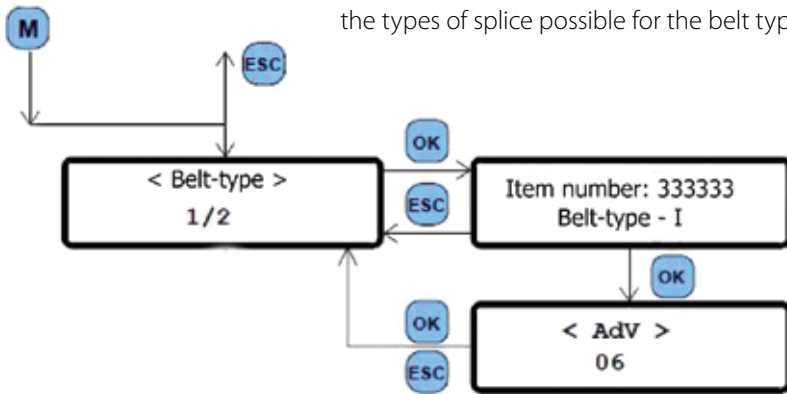 the types of splice possible for the belt typ
M
ESC
OK
< Belt-type >
1/2
ESC
Item number: 333333
Belt-type - I
OK
OK
ESC
< AdV >
06